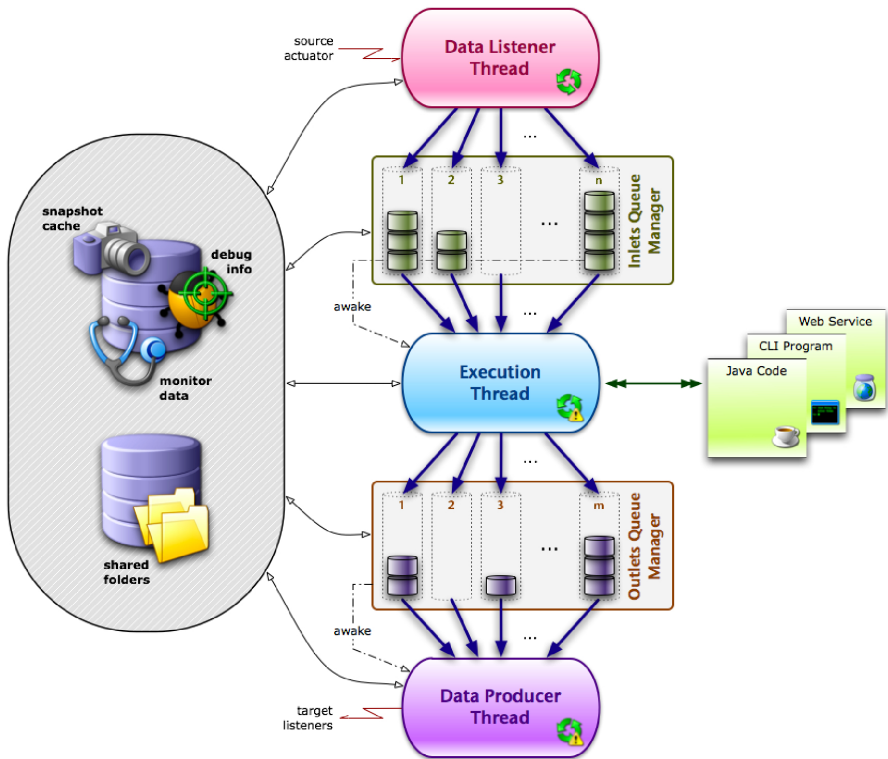 source
actuator
Data Listener
Thread
...
1
2
3
n
...
Inlets Queue
Manager
snapshot
cache
debug
info
monitor
data
shared
folders
awake
...
Execution
Thread
Web Service
CLI Program
Java Code
...
1
2
3
m
...
Outlets Queue
Manager
awake
...
Data Producer
Thread
target
listeners